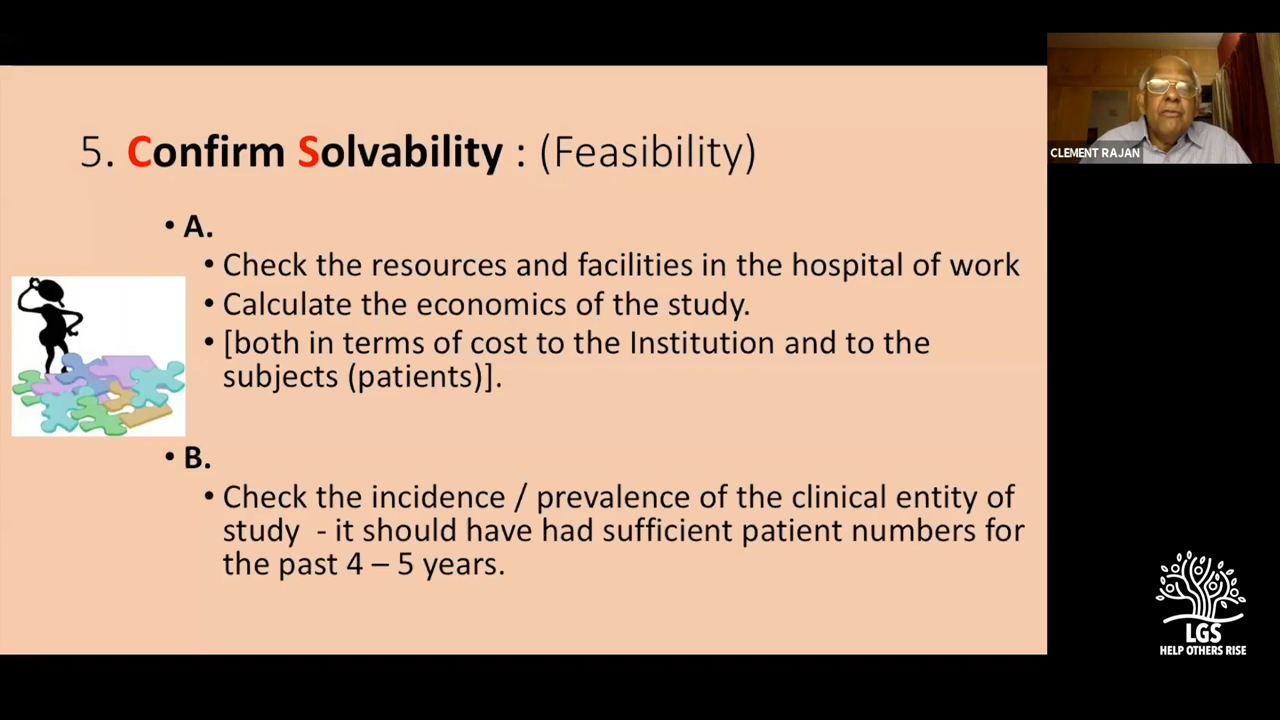 5. Confirm Solvability : (Feasibility)
• A.
• Check the resources and facilities in the hospital of work
• Calculate the economics of the study.
• [both in terms of cost to the Institution and to the
subjects (patients)].
• B.
• Check the incidence / prevalence of the clinical entity of
study - it should have had sufficient patient numbers for
the past 4 – 5 years.
CLEMENT RAJAN
LGS
HELP OTHERS RISE